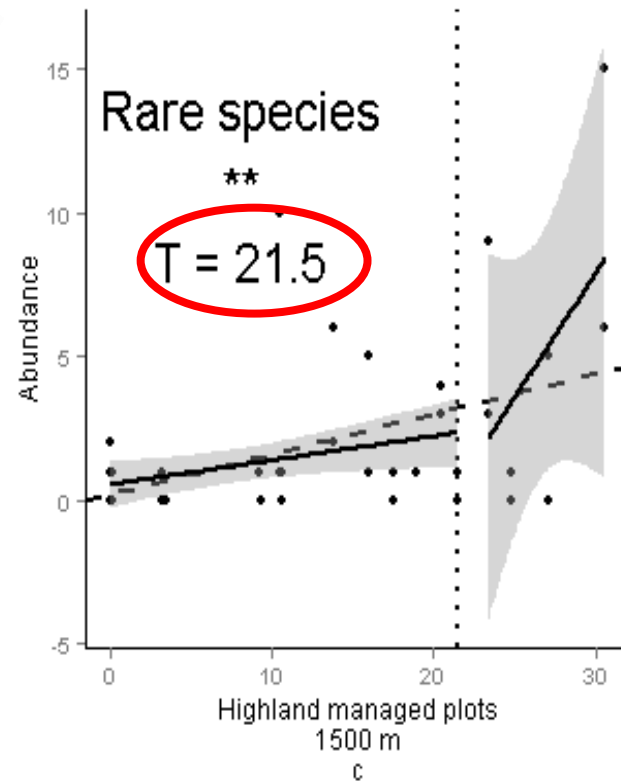 Rare species
**
T = 21.5
Abundance
15
10
5
0
-5
0 10 20 30
Highland managed plots
1500 m
c